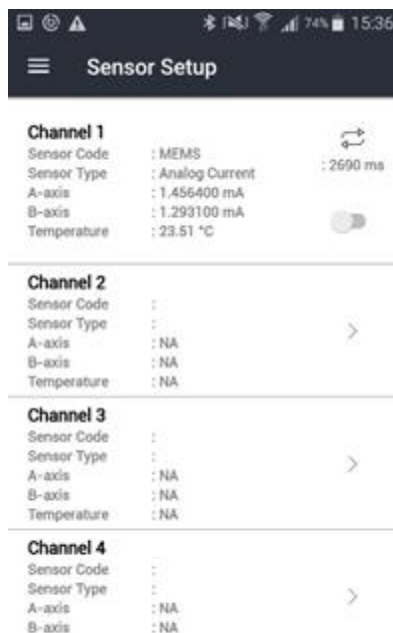 74% 15:36
Sensor Setup
Channel 1
Sensor Code : MEMS
: 2690 ms
Sensor Type : Analog Current
A-axis : 1.456400 mA
B-axis : 1.293100 mA
Temperature : 23.51 °C
Channel 2
Sensor Code :
Sensor Type :
A-axis : NA
B-axis : NA
Temperature : NA
Channel 3
Sensor Code :
Sensor Type :
A-axis : NA
B-axis : NA
Temperature : NA
Channel 4
Sensor Code :
Sensor Type :
A-axis : NA
B-axis : NA